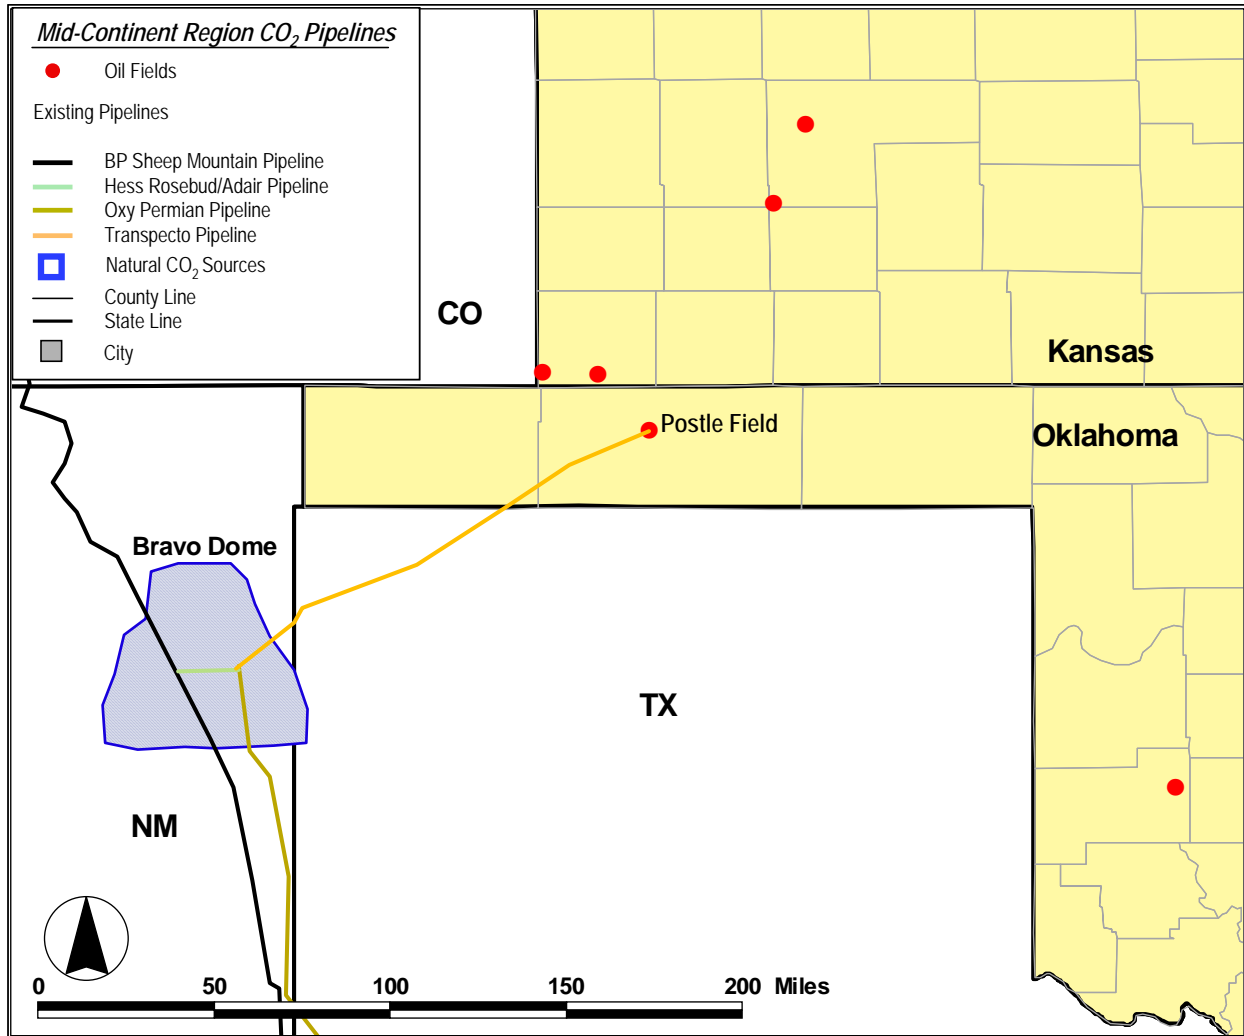 Mid-Continent Region CO2 Pipelines
Oil Fields
Existing Pipelines
BP Sheep Mountain Pipeline
Hess Rosebud/Adair Pipeline
Oxy Permian Pipeline
Transpecto Pipeline
Natural CO2 Sources
County Line
State Line
City
CO
Kansas
Postle Field
Oklahoma
Bravo Dome
TX
NM
0 50 100 150 200 Miles